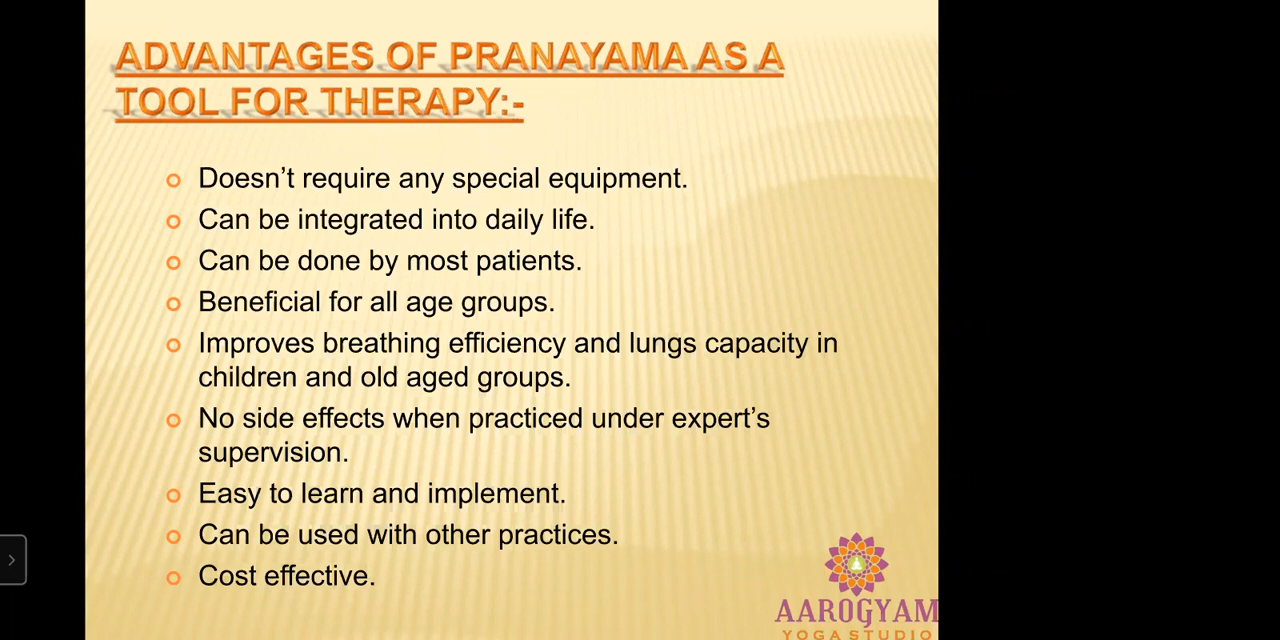 ADVANTAGES OF PRANAYAMA AS A
TOOL FOR THERAPY:-
Doesn’t require any special equipment.
Can be integrated into daily life.
Can be done by most patients.
Beneficial for all age groups.
Improves breathing efficiency and lungs capacity in
children and old aged groups.
No side effects when practiced under expert’s
supervision.
Easy to learn and implement.
Can be used with other practices.
Cost effective.
AAROGYAM
YOGA STUDIO